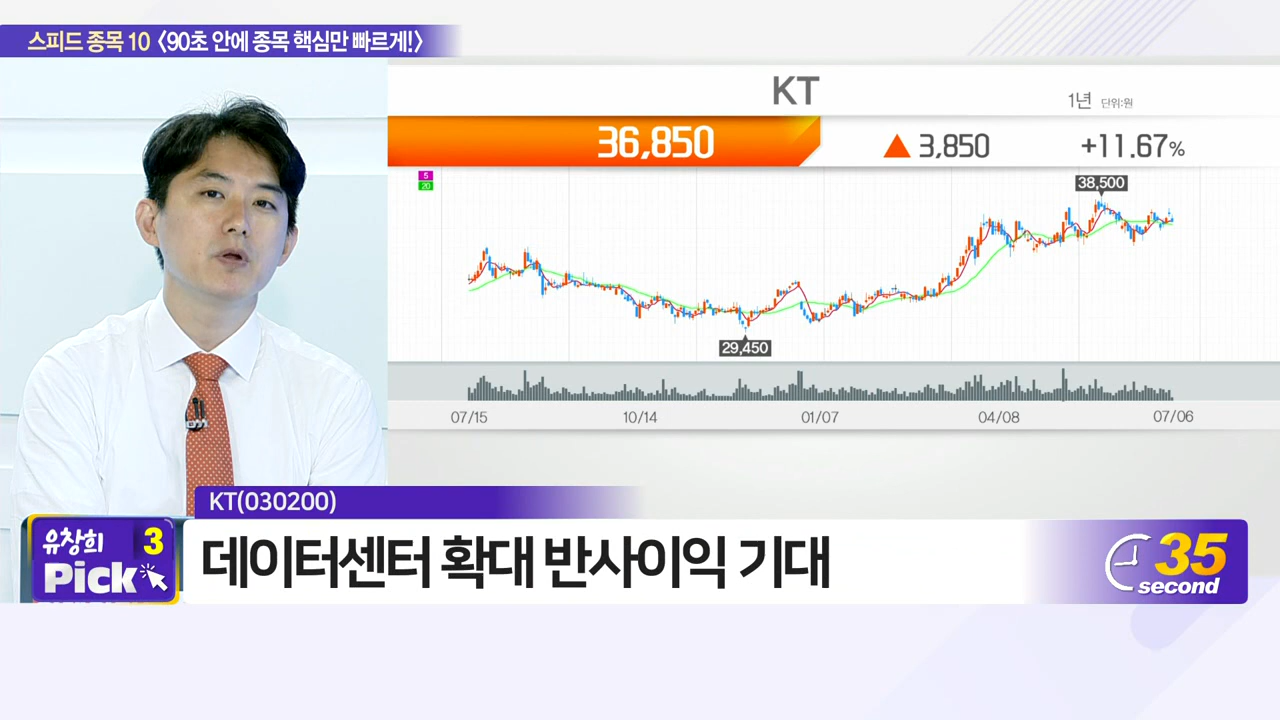 스피드 종목 10 <90초 안에 종목 핵심만 빠르게!>
KT
1년 단위:원
36,850 ▲ 3,850 +11.67%
5
20
38,500
29,450
07/15 10/14 01/07 04/08 07/06
KT(030200)
유창희 3
Pick
데이터센터 확대 반사이익 기대
35
second